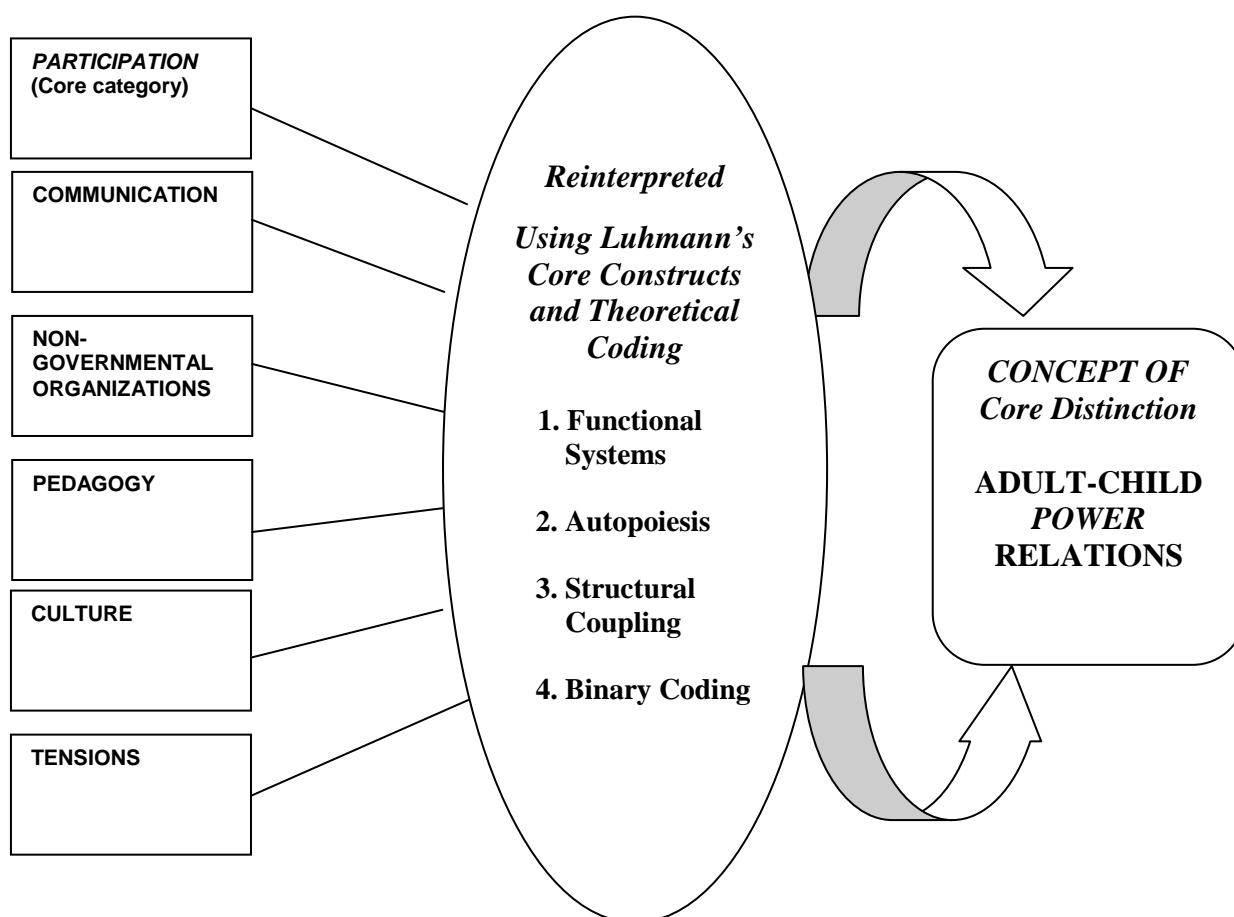 PARTICIPATION
(Core category)
COMMUNICATION
NON-
GOVERNMENTAL
ORGANIZATIONS
PEDAGOGY
CULTURE
TENSIONS
Reinterpreted
Using Luhmann’s
Core Constructs
and Theoretical
Coding
1. Functional
Systems
2. Autopoiesis
3. Structural
Coupling
4. Binary Coding
CONCEPT OF
Core Distinction
ADULT-CHILD
POWER
RELATIONS